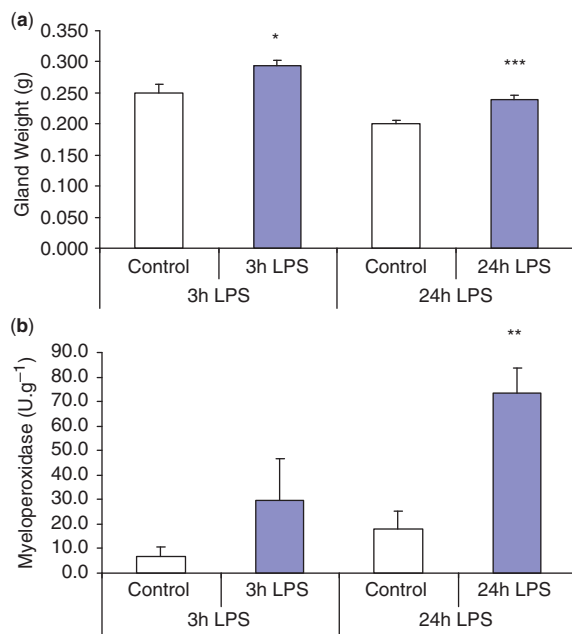 (a)
Gland Weight (g)
0.350
0.300
0.250
0.200
0.150
0.100
0.050
0.000
*
***
Control 3h LPS Control 24h LPS
3h LPS 24h LPS
(b)
Myeloperoxidase (U.g⁻¹)
90.0
80.0
70.0
60.0
50.0
40.0
30.0
20.0
10.0
0.0
**
Control 3h LPS Control 24h LPS
3h LPS 24h LPS